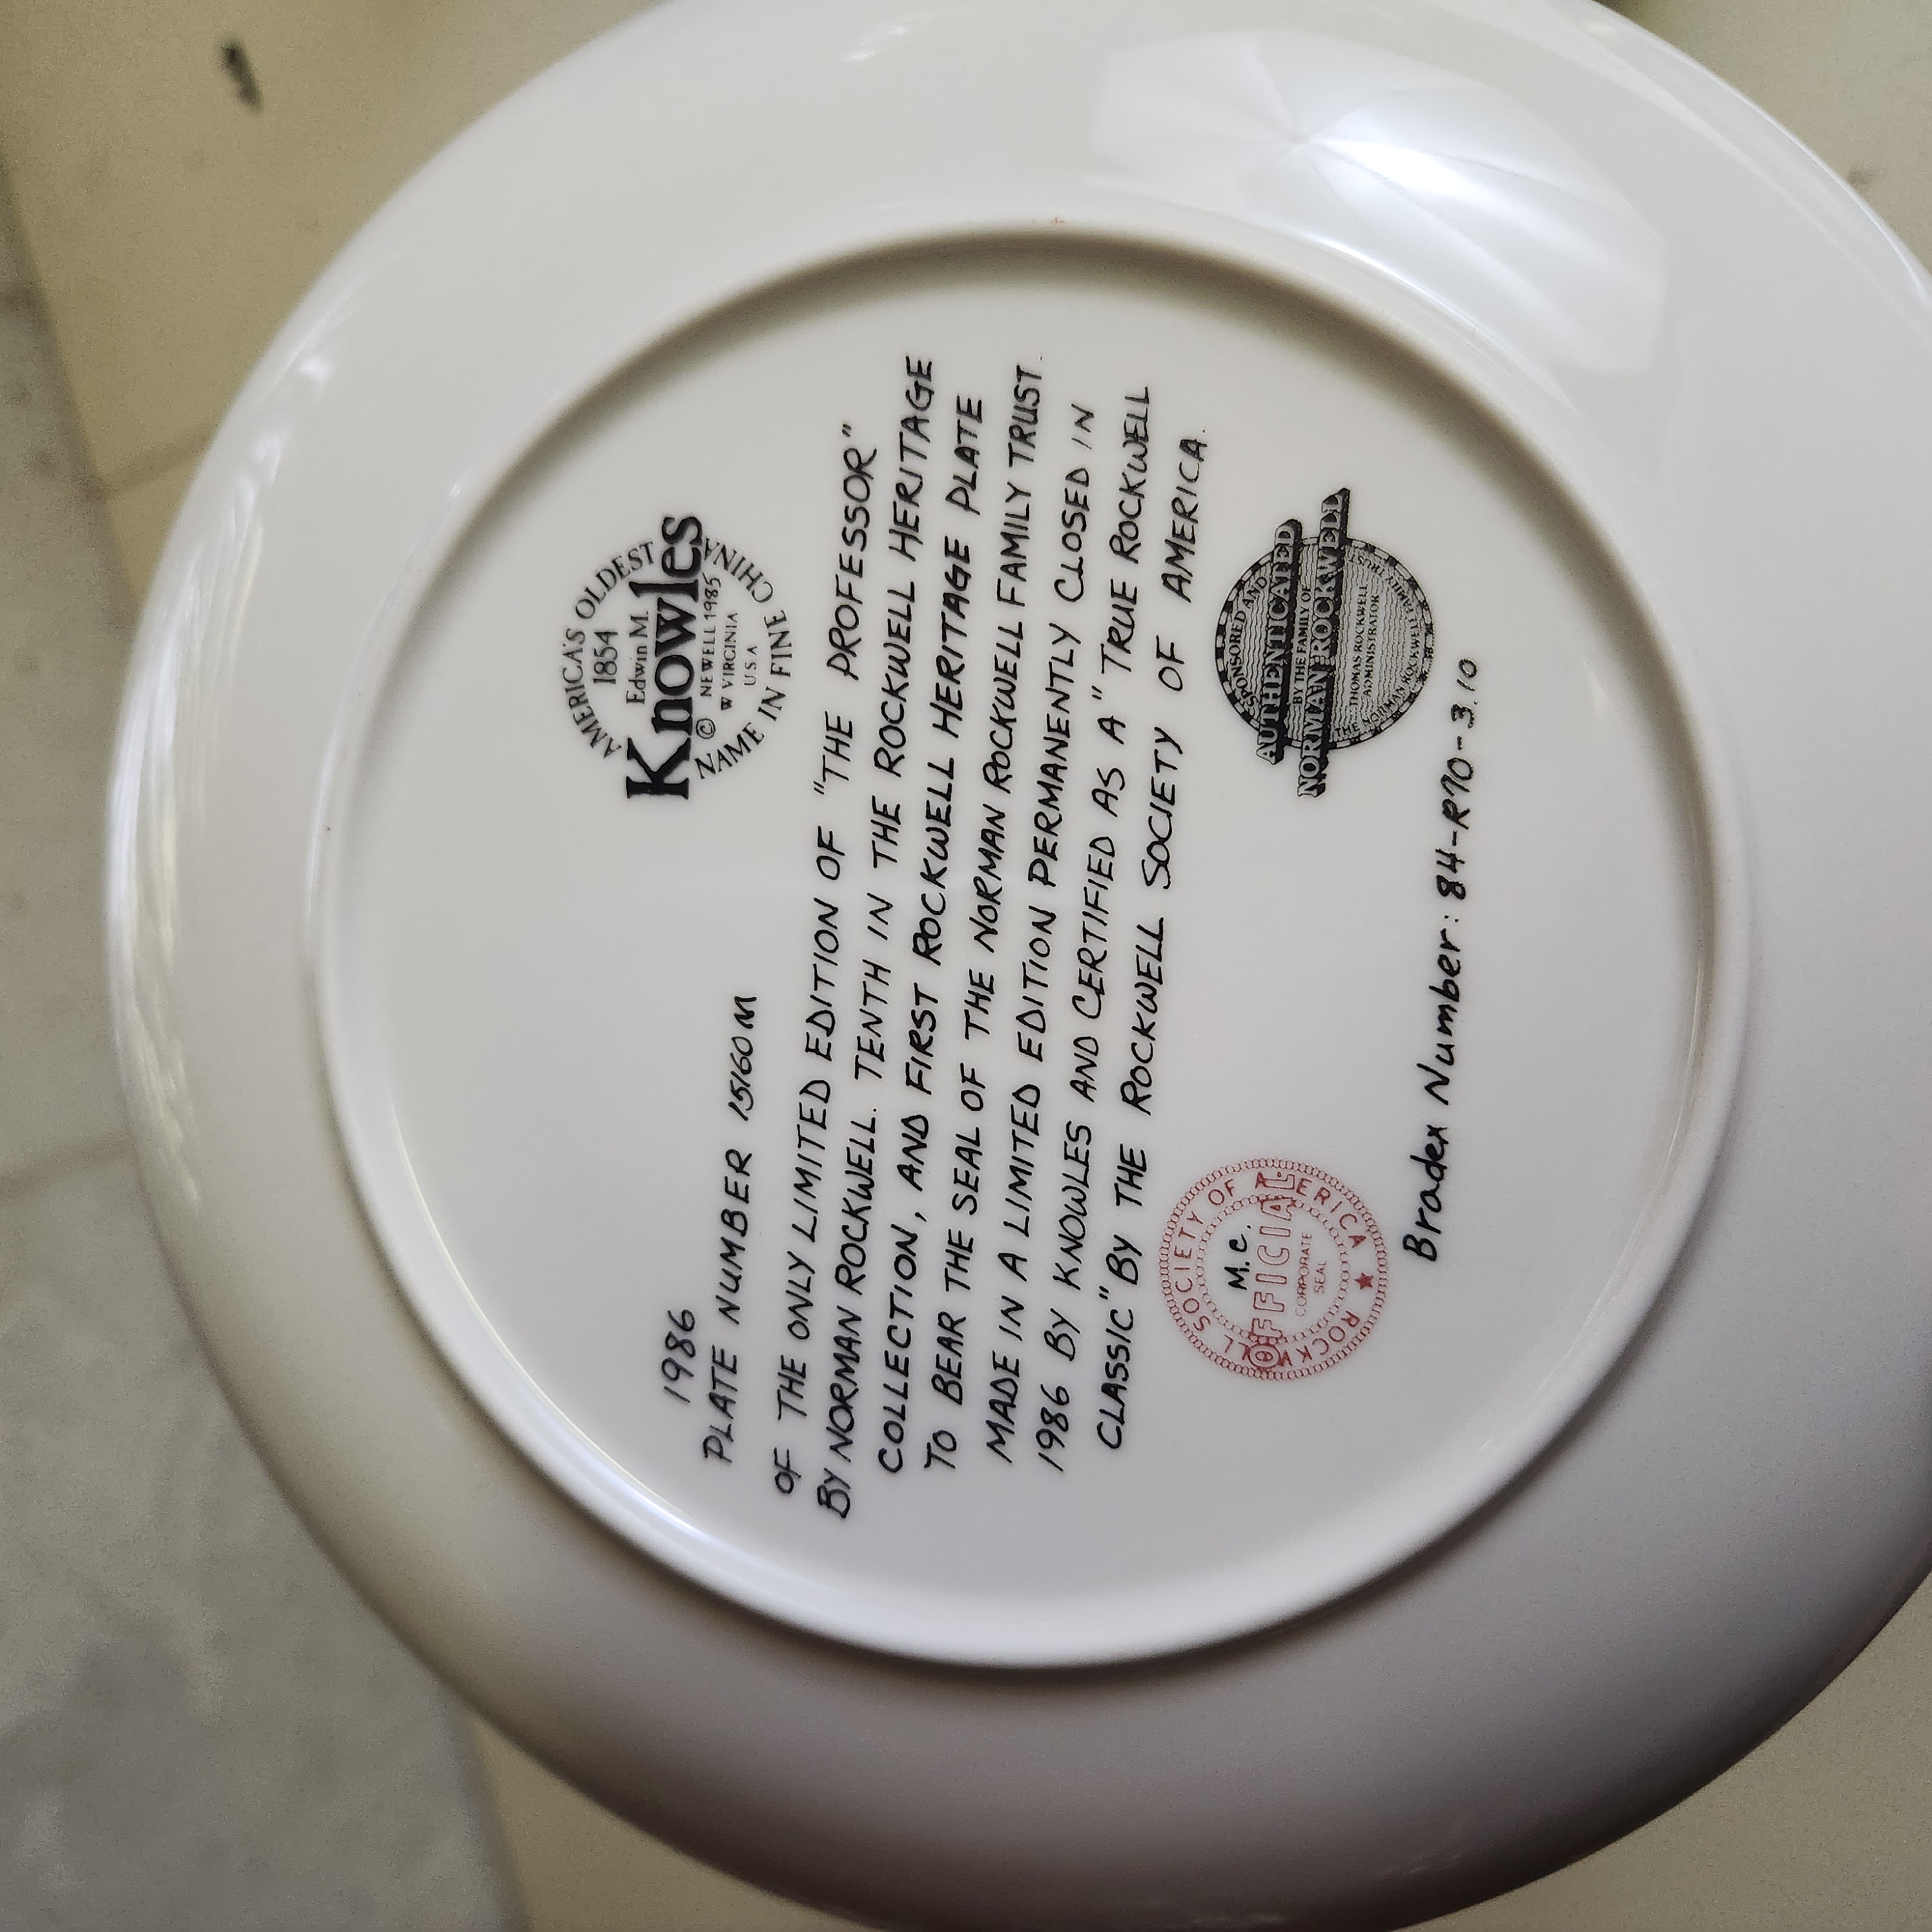 AMERICA'S OLDEST
1854
Edwin M.
Knowles
© NEWELL 1985
W VIRGINIA
U S A
NAME IN FINE CHINA
1986
PLATE NUMBER 15160M
OF THE ONLY LIMITED EDITION OF "THE PROFESSOR"
BY NORMAN ROCKWELL. TENTH IN THE ROCKWELL HERITAGE
COLLECTION, AND FIRST ROCKWELL HERITAGE PLATE
TO BEAR THE SEAL OF THE NORMAN ROCKWELL FAMILY TRUST.
MADE IN A LIMITED EDITION PERMANENTLY CLOSED IN
1986 BY KNOWLES AND CERTIFIED AS A "TRUE ROCKWELL
CLASSIC" BY THE ROCKWELL SOCIETY OF AMERICA.
ROCKWELL SOCIETY OF AMERICA ★
M.C.
OFFICIAL
CORPORATE
SEAL
SPONSORED AND
AUTHENTICATED
BY THE FAMILY OF
NORMAN ROCKWELL
THOMAS ROCKWELL
ADMINISTRATOR
THE NORMAN ROCKWELL FAMILY TRUST
Bradex Number: 84-R70-3.10